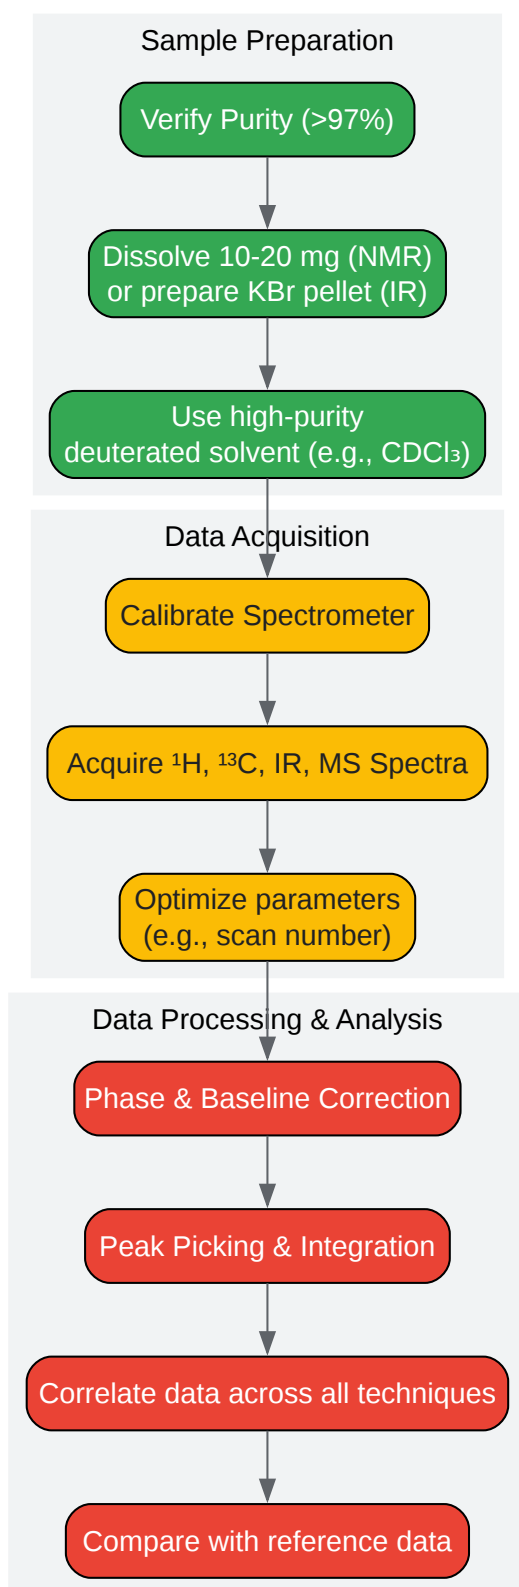 Sample Preparation
Verify Purity (>97%)
Dissolve 10-20 mg (NMR)
or prepare KBr pellet (IR)
Use high-purity
deuterated solvent (e.g., CDCl₃)
Data Acquisition
Calibrate Spectrometer
Acquire ¹H, ¹³C, IR, MS Spectra
Optimize parameters
(e.g., scan number)
Data Processing & Analysis
Phase & Baseline Correction
Peak Picking & Integration
Correlate data across all techniques
Compare with reference data